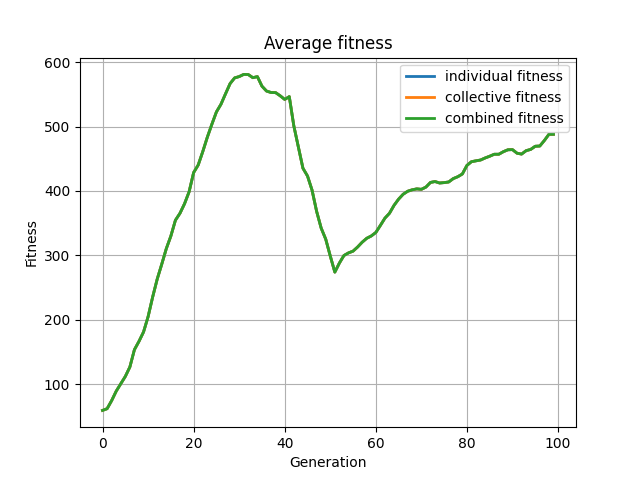 Average fitness
individual fitness
collective fitness
combined fitness
600
500
400
300
200
100
Fitness
0 20 40 60 80 100
Generation